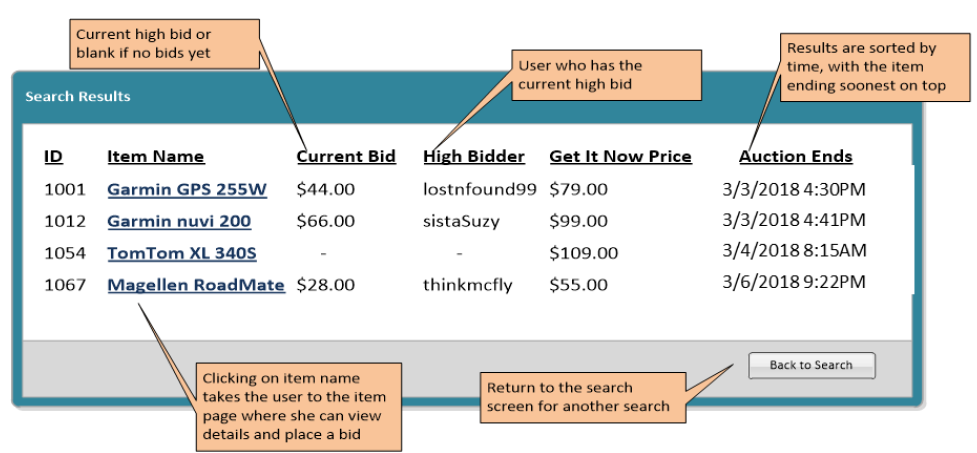 Current high bid or
blank if no bids yet
User who has the
current high bid
Results are sorted by
time, with the item
ending soonest on top
Search Results
ID Item Name Current Bid High Bidder Get It Now Price Auction Ends
1001 Garmin GPS 255W $44.00 lostnfound99 $79.00 3/3/2018 4:30PM
1012 Garmin nuvi 200 $66.00 sistaSuzy $99.00 3/3/2018 4:41PM
1054 TomTom XL 340S - - $109.00 3/4/2018 8:15AM
1067 Magellen RoadMate $28.00 thinkmcfly $55.00 3/6/2018 9:22PM
Back to Search
Clicking on item name
takes the user to the item
page where she can view
details and place a bid
Return to the search
screen for another search